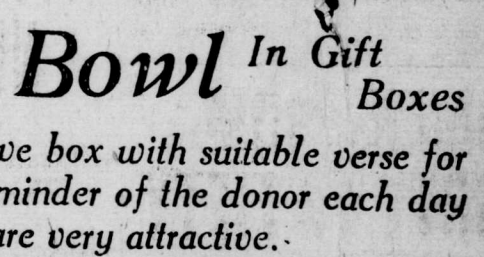 Bowl In Gift
Boxes
ve box with suitable verse for
minder of the donor each day
are very attractive.